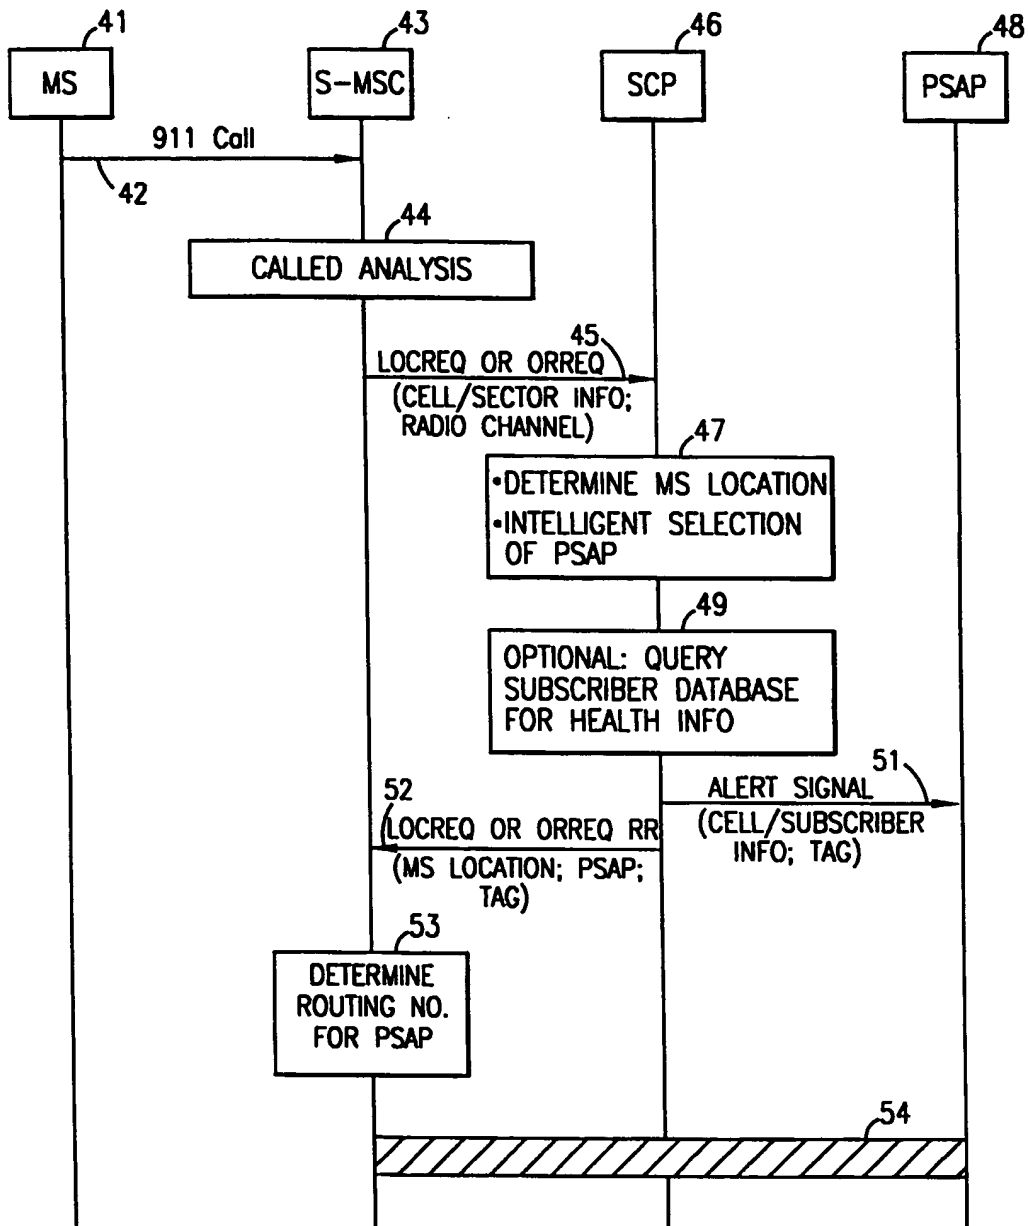 41
43
46
48
MS
S-MSC
SCP
PSAP
911 Call
42
44
CALLED ANALYSIS
45
LOCREQ OR ORREQ
(CELL/SECTOR INFO;
RADIO CHANNEL)
47
•DETERMINE MS LOCATION
•INTELLIGENT SELECTION
OF PSAP
49
OPTIONAL: QUERY
SUBSCRIBER DATABASE
FOR HEALTH INFO
51
ALERT SIGNAL
(CELL/SUBSCRIBER
INFO; TAG)
52
LOCREQ OR ORREQ RR
(MS LOCATION; PSAP;
TAG)
53
DETERMINE
ROUTING NO.
FOR PSAP
54